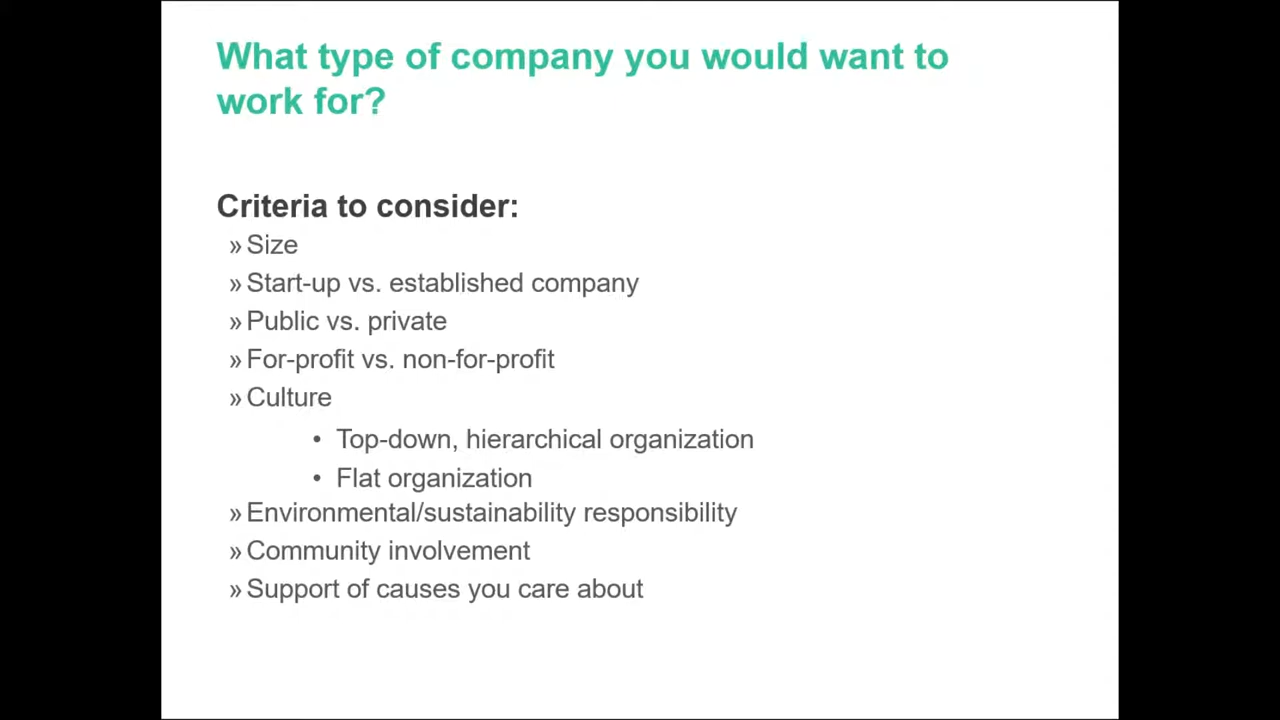 What type of company you would want to
work for?
Criteria to consider:
» Size
» Start-up vs. established company
» Public vs. private
» For-profit vs. non-for-profit
» Culture
• Top-down, hierarchical organization
• Flat organization
» Environmental/sustainability responsibility
» Community involvement
» Support of causes you care about